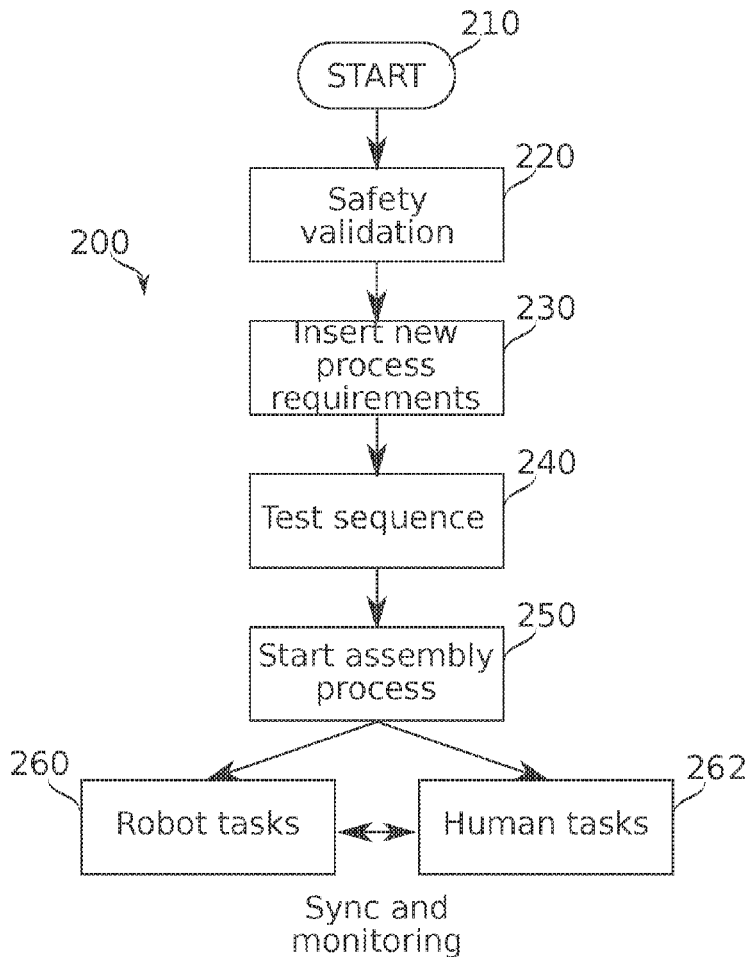 210
START
220
Safety
validation
200
230
Insert new
process
requirements
240
Test sequence
250
Start assembly
process
260
262
Robot tasks
Human tasks
Sync and
monitoring